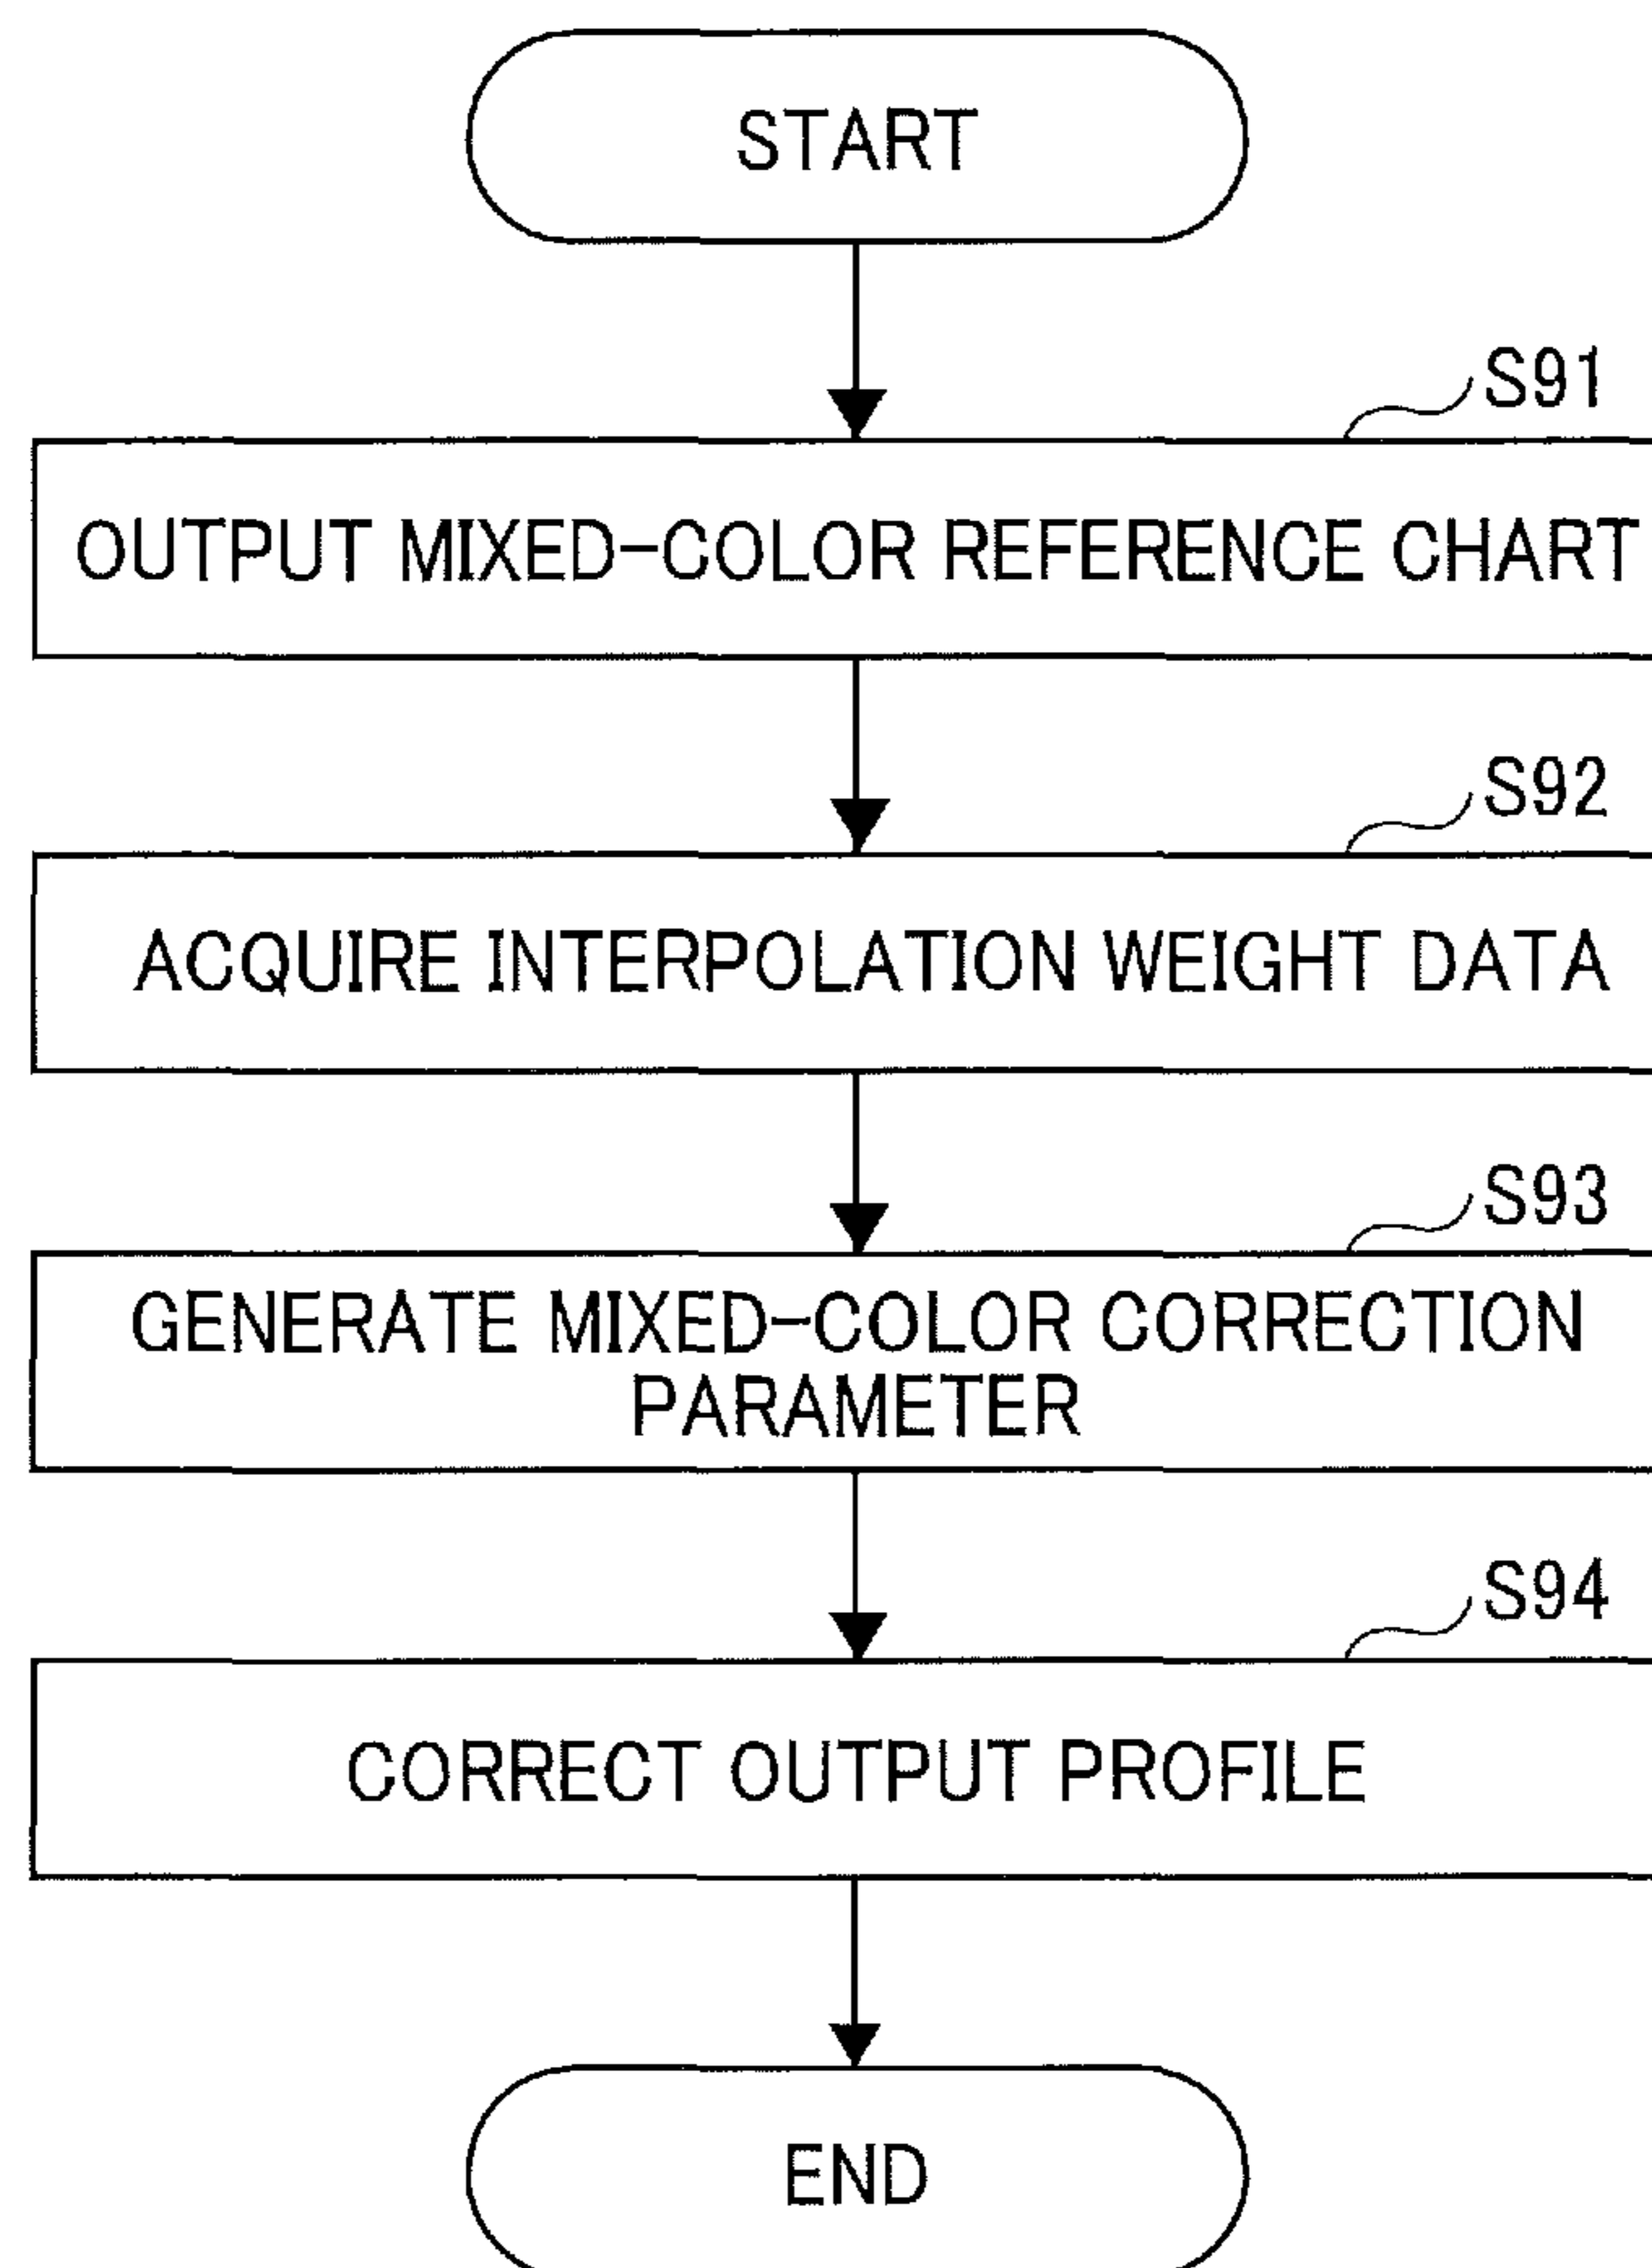 START
S91
OUTPUT MIXED-COLOR REFERENCE CHART
S92
ACQUIRE INTERPOLATION WEIGHT DATA
S93
GENERATE MIXED-COLOR CORRECTION
PARAMETER
S94
CORRECT OUTPUT PROFILE
END